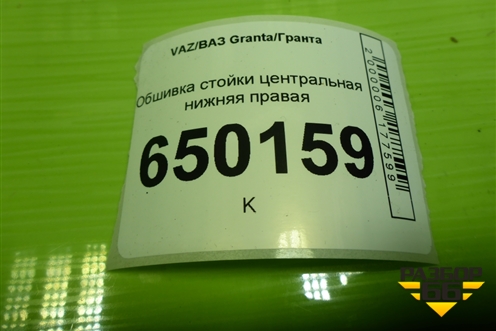 VAZ/ВАЗ Granta/Гранта
Обшивка стойки центральная
нижняя правая
650159
К
2000006177599
РАЗБОР
66